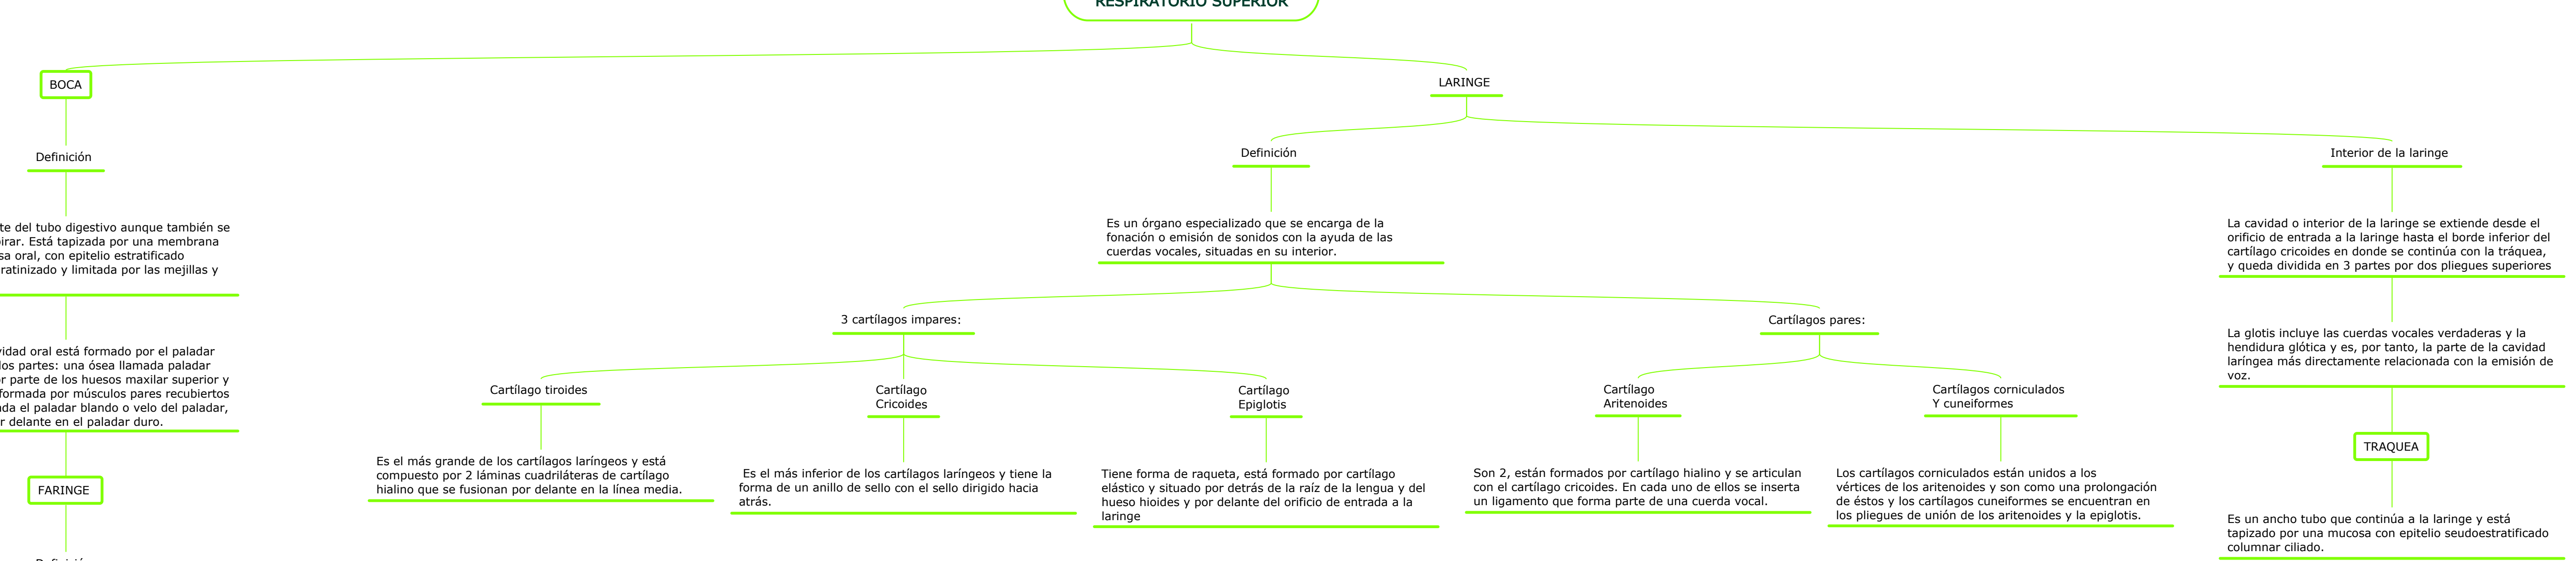 RESPIRATORIO SUPERIOR
BOCA
Definición
del tubo digestivo aunque también se
Está tapizada por una membrana
oral, con epitelio estratificado
y limitada por las mejillas y
oral está formado por el paladar
partes: una ósea llamada paladar
parte de los huesos maxilar superior y
formada por músculos pares recubiertos
el paladar blando o velo del paladar,
delante en el paladar duro.
FARINGE
LARINGE
Definición
Es un órgano especializado que se encarga de la
fonación o emisión de sonidos con la ayuda de las
cuerdas vocales, situadas en su interior.
3 cartílagos impares:
Cartílago tiroides
Es el más grande de los cartílagos laríngeos y está
compuesto por 2 láminas cuadriláteras de cartílago
hialino que se fusionan por delante en la línea media.
Cartílago
Cricoides
Es el más inferior de los cartílagos laríngeos y tiene la
forma de un anillo de sello con el sello dirigido hacia
atrás.
Cartílago
Epiglotis
Tiene forma de raqueta, está formado por cartílago
elástico y situado por detrás de la raíz de la lengua y del
hueso hioides y por delante del orificio de entrada a la
laringe
Cartílagos pares:
Cartílago
Aritenoides
Son 2, están formados por cartílago hialino y se articulan
con el cartílago cricoides. En cada uno de ellos se inserta
un ligamento que forma parte de una cuerda vocal.
Cartílagos corniculados
Y cuneiformes
Los cartílagos corniculados están unidos a los
vértices de los aritenoides y son como una prolongación
de éstos y los cartílagos cuneiformes se encuentran en
los pliegues de unión de los aritenoides y la epiglotis.
Interior de la laringe
La cavidad o interior de la laringe se extiende desde el
orificio de entrada a la laringe hasta el borde inferior del
cartílago cricoides en donde se continúa con la tráquea,
y queda dividida en 3 partes por dos pliegues superiores
La glotis incluye las cuerdas vocales verdaderas y la
hendidura glótica y es, por tanto, la parte de la cavidad
laríngea más directamente relacionada con la emisión de
voz.
TRAQUEA
Es un ancho tubo que continúa a la laringe y está
tapizado por una mucosa con epitelio seudoestratificado
columnar ciliado.